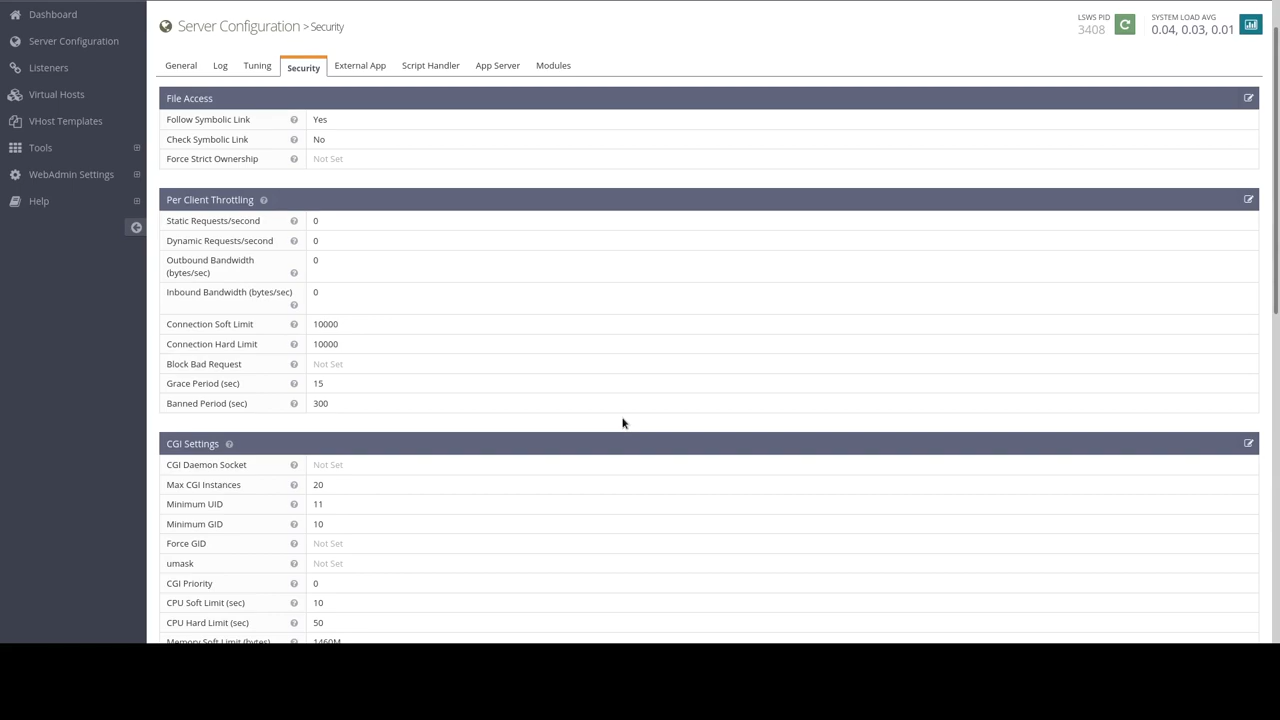 Dashboard
Server Configuration
Listeners
Virtual Hosts
VHost Templates
Tools
WebAdmin Settings
Help
Server Configuration > Security
LSWS PID
3408
SYSTEM LOAD AVG
0.04, 0.03, 0.01
General Log Tuning Security External App Script Handler App Server Modules
File Access
Follow Symbolic Link Yes
Check Symbolic Link No
Force Strict Ownership Not Set
Per Client Throttling
Static Requests/second 0
Dynamic Requests/second 0
Outbound Bandwidth 0
(bytes/sec)
Inbound Bandwidth (bytes/sec) 0
Connection Soft Limit 10000
Connection Hard Limit 10000
Block Bad Request Not Set
Grace Period (sec) 15
Banned Period (sec) 300
CGI Settings
CGI Daemon Socket Not Set
Max CGI Instances 20
Minimum UID 11
Minimum GID 10
Force GID Not Set
umask Not Set
CGI Priority 0
CPU Soft Limit (sec) 10
CPU Hard Limit (sec) 50
Memory Soft Limit (bytes) 1460M